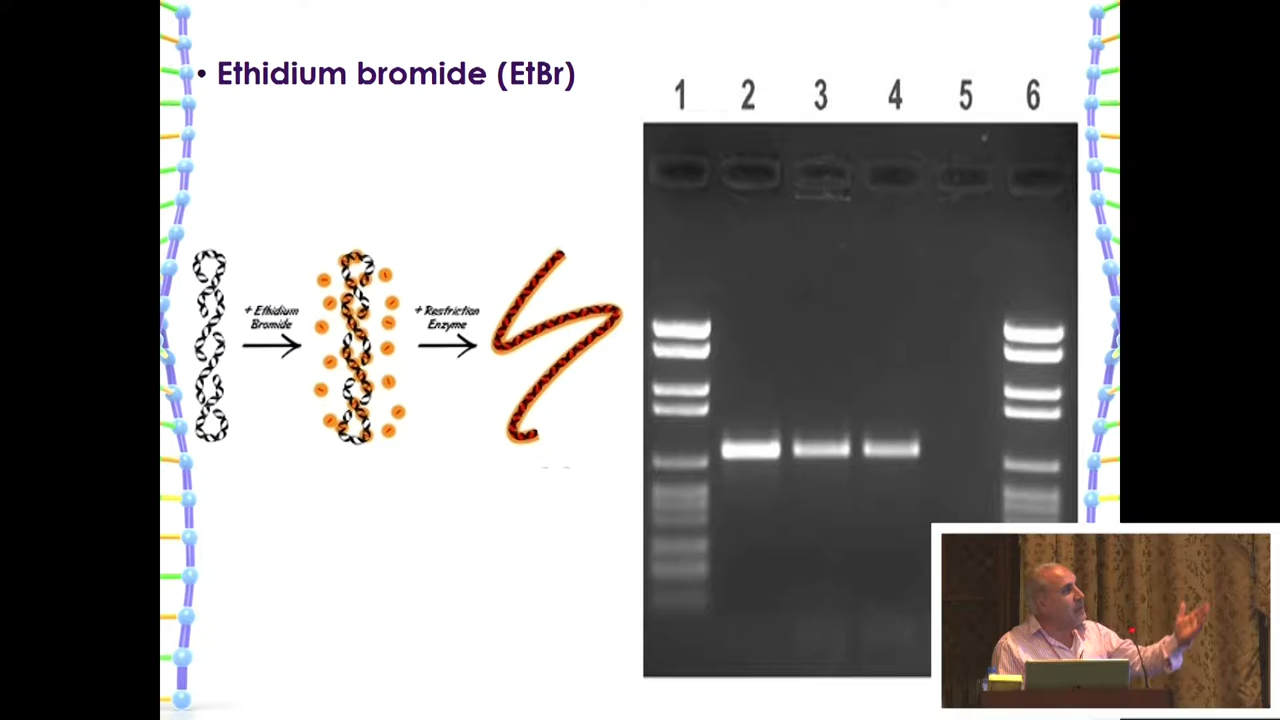 • Ethidium bromide (EtBr)
1 2 3 4 5 6
+ Ethidium
Bromide
+ Restriction
Enzyme